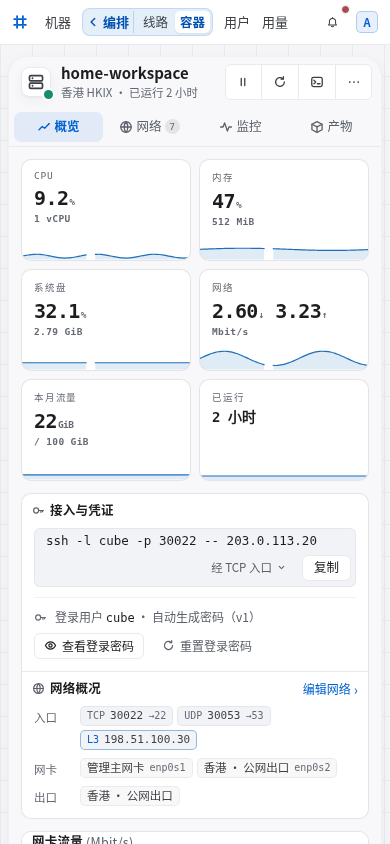 机器 编排 线路 容器 用户 用量 A
home-workspace
香港 HKIX • 已运行 2 小时
概览 网络 7 监控 产物
CPU
9.2%
1 vCPU
内存
47%
512 MiB
系统盘
32.1%
2.79 GiB
网络
2.60↓ 3.23↑
Mbit/s
本月流量
22GiB
/ 100 GiB
已运行
2 小时
接入与凭证
ssh -l cube -p 30022 -- 203.0.113.20
经 TCP 入口 复制
登录用户 cube • 自动生成密码（v1）
查看登录密码 重置登录密码
网络概况 编辑网络 ›
入口 TCP 30022 →22 UDP 30053 →53
L3 198.51.100.30
网卡 管理主网卡 enp0s1 香港 • 公网出口 enp0s2
出口 香港 • 公网出口
网卡流量 (Mbit/s)